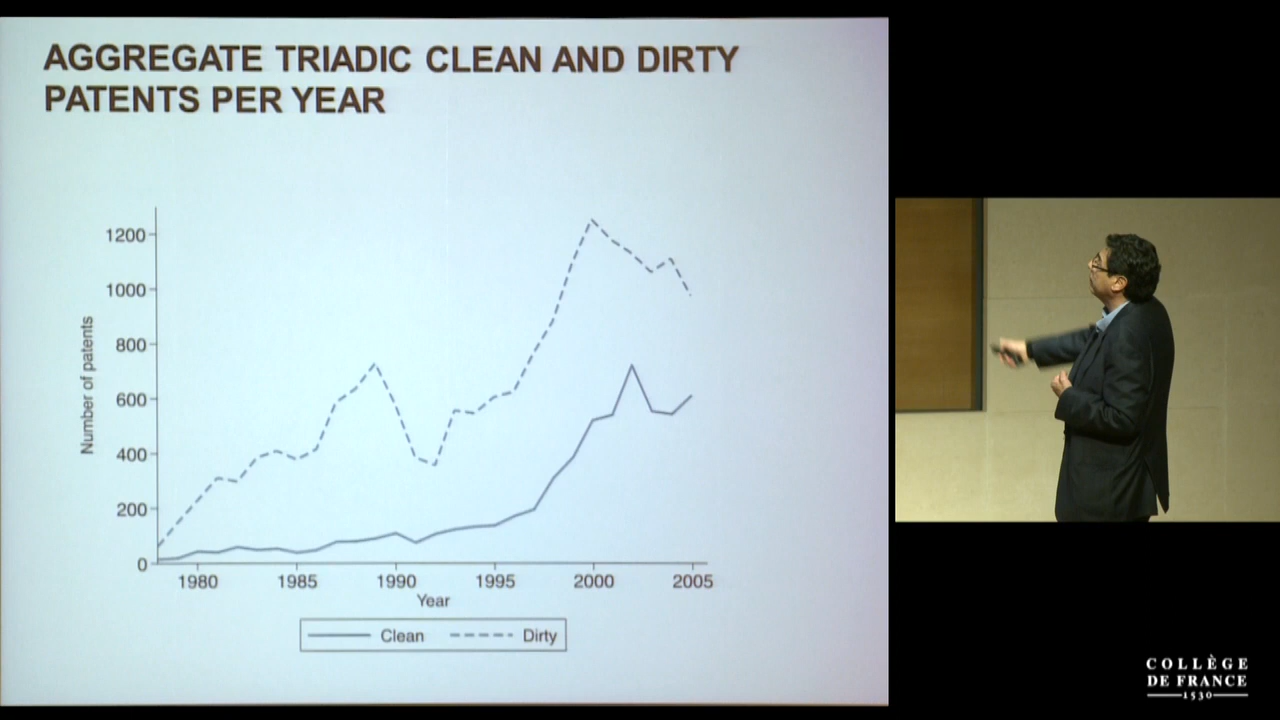 AGGREGATE TRIADIC CLEAN AND DIRTY
PATENTS PER YEAR
1200
1000
800
600
400
200
0
Number of patents
1980 1985 1990 1995 2000 2005
Year
Clean Dirty
COLLÈGE
DE FRANCE
1530